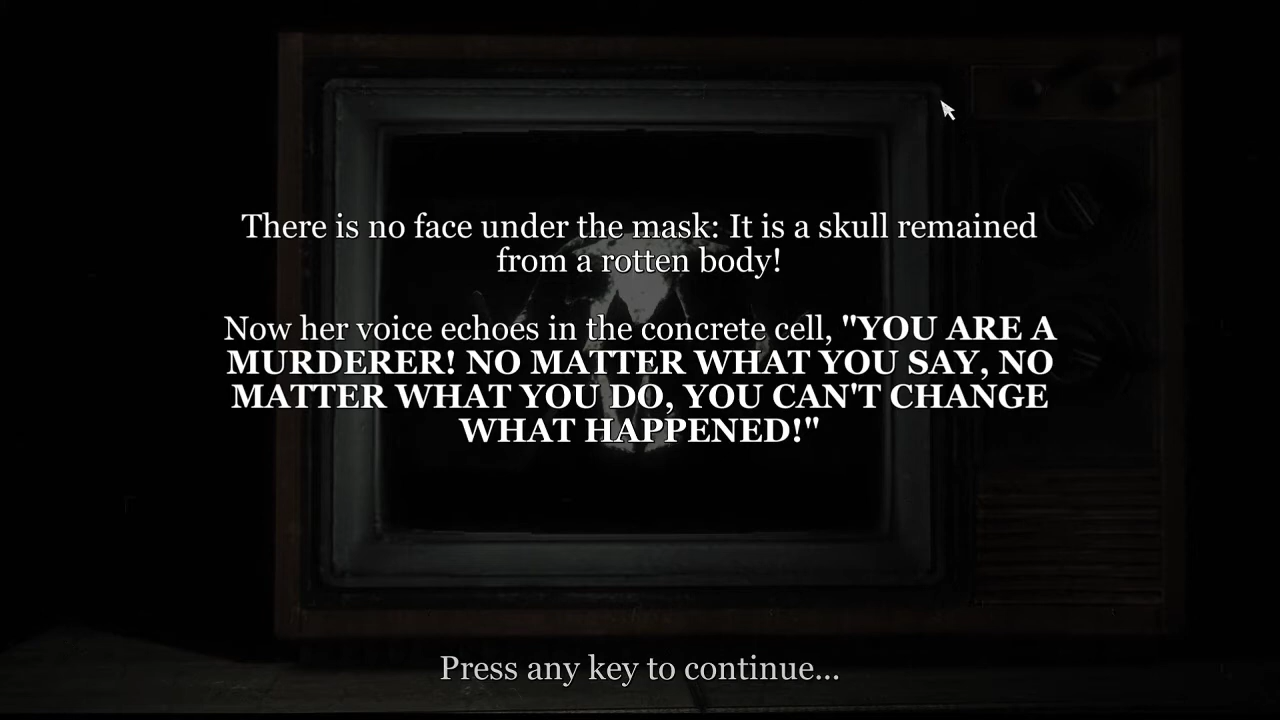 There is no face under the mask: It is a skull remained
from a rotten body!
Now her voice echoes in the concrete cell, "YOU ARE A
MURDERER! NO MATTER WHAT YOU SAY, NO
MATTER WHAT YOU DO, YOU CAN'T CHANGE
WHAT HAPPENED!"
Press any key to continue...